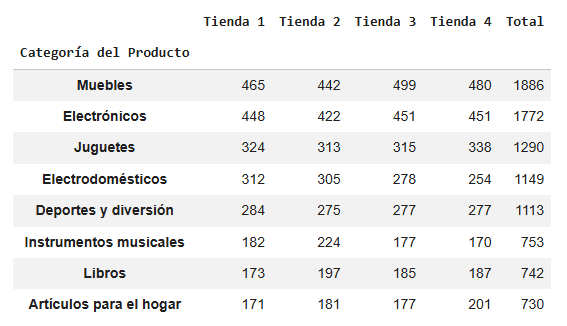 Tienda 1 Tienda 2 Tienda 3 Tienda 4 Total
Categoría del Producto
Muebles 465 442 499 480 1886
Electrónicos 448 422 451 451 1772
Juguetes 324 313 315 338 1290
Electrodomésticos 312 305 278 254 1149
Deportes y diversión 284 275 277 277 1113
Instrumentos musicales 182 224 177 170 753
Libros 173 197 185 187 742
Artículos para el hogar 171 181 177 201 730